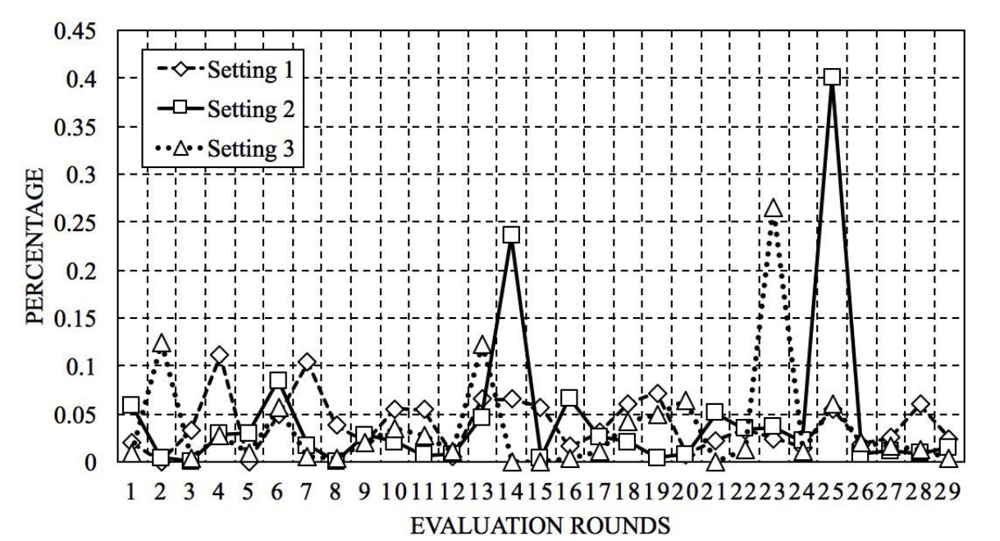 0.45
0.4
0.35
0.3
0.25
0.2
0.15
0.1
0.05
0
PERCENTAGE
Setting 1
Setting 2
Setting 3
1 2 3 4 5 6 7 8 9 10 11 12 13 14 15 16 17 18 19 20 21 22 23 24 25 26 27 28 29
EVALUATION ROUNDS